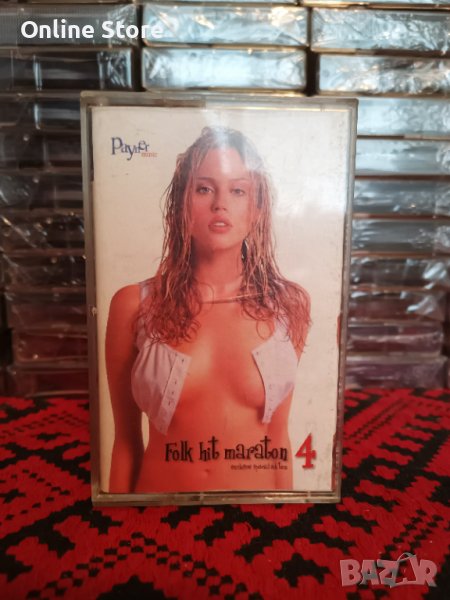 Online Store
Payner
music
Folk hit maraton 4
BAZAR